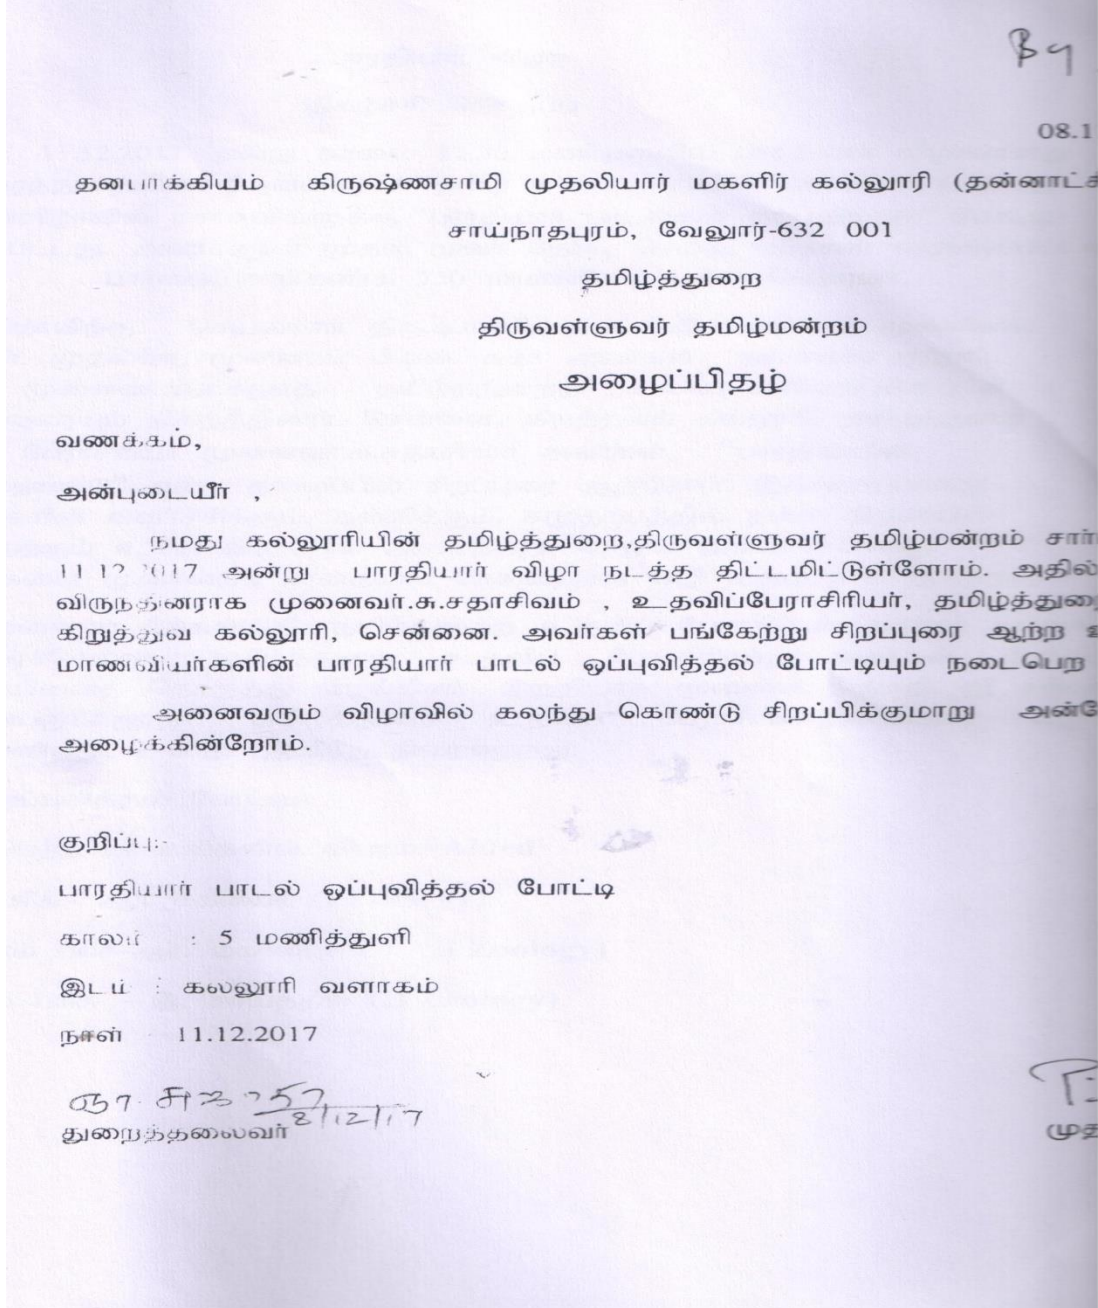 By
08.1
தனபாக்கியம் கிருஷ்ணசாமி முதலியார் மகளிர் கல்லூரி (தன்னாட்சி
சாய்நாதபுரம், வேலூர்-632 001
தமிழ்த்துறை
திருவள்ளுவர் தமிழ்மன்றம்
அழைப்பிதழ்
வணக்கம்,
அன்புடையீர் ,
நமது கல்லூரியின் தமிழ்த்துறை,திருவள்ளுவர் தமிழ்மன்றம் சார்
11.12.2017 அன்று பாரதியார் விழா நடத்த திட்டமிட்டுள்ளோம். அதில்
விருந்தினராக முனைவர்.சு.சதாசிவம் , உதவிப்பேராசிரியர், தமிழ்த்துறை
கிறுத்துவ கல்லூரி, சென்னை. அவர்கள் பங்கேற்று சிறப்புரை ஆற்ற
மாணவியர்களின் பாரதியார் பாடல் ஒப்புவித்தல் போட்டியும் நடைபெற
அனைவரும் விழாவில் கலந்து கொண்டு சிறப்பிக்குமாறு அன்போ
அழைக்கின்றோம்.
குறிப்பு:-
பாரதியார் பாடல் ஒப்புவித்தல் போட்டி
காலம் : 5 மணித்துளி
இடம் : கலலூரி வளாகம்
நாள் 11.12.2017
8/12/17
துறைத்தலைவர்
முத